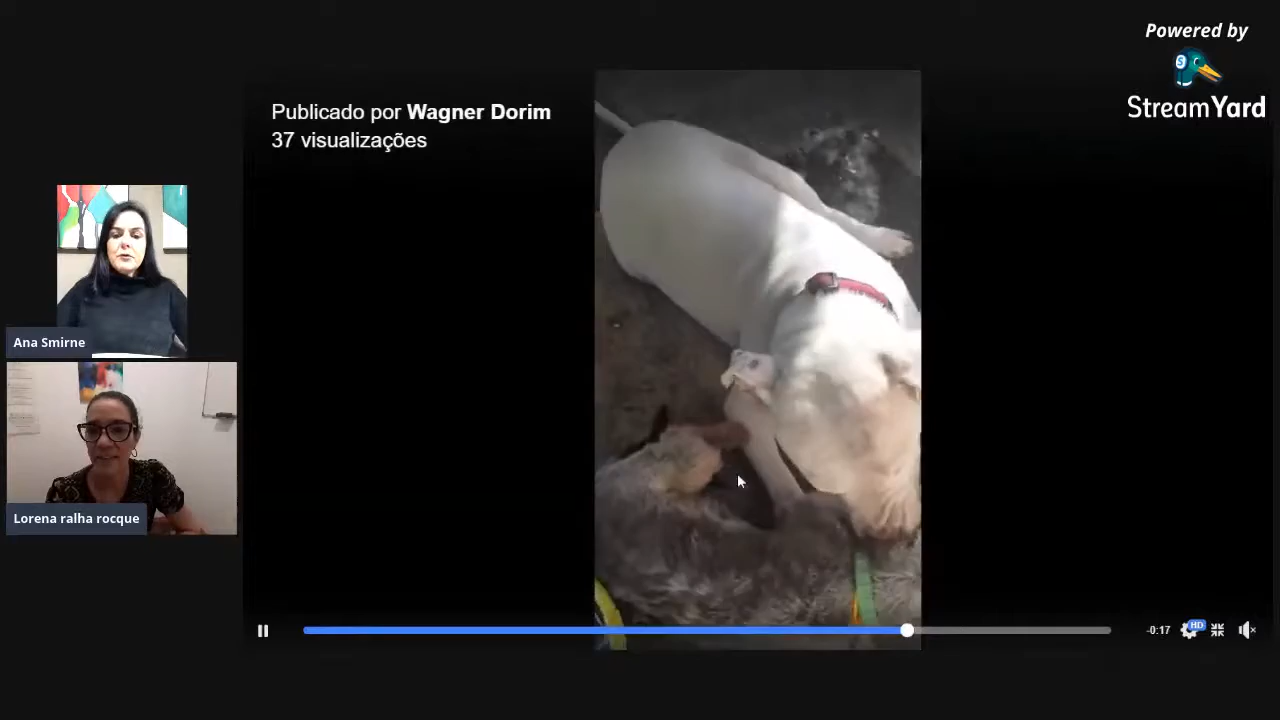 Powered by
StreamYard
Publicado por Wagner Dorim
37 visualizações
Ana Smirne
Lorena ralha rocque
-0:17
HD